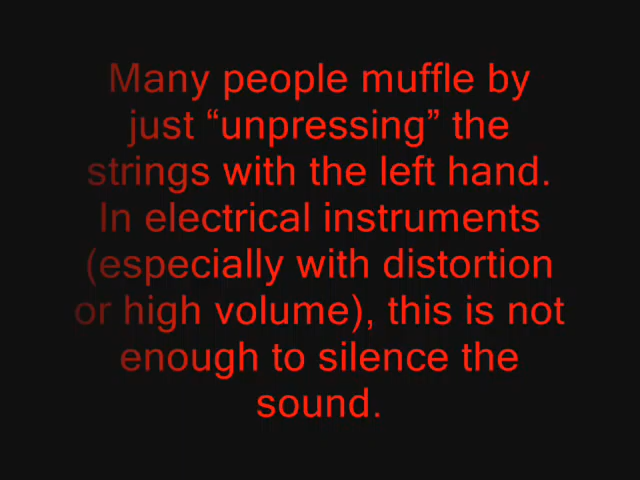 Many people muffle by
just “unpressing” the
strings with the left hand.
In electrical instruments
(especially with distortion
or high volume), this is not
enough to silence the
sound.